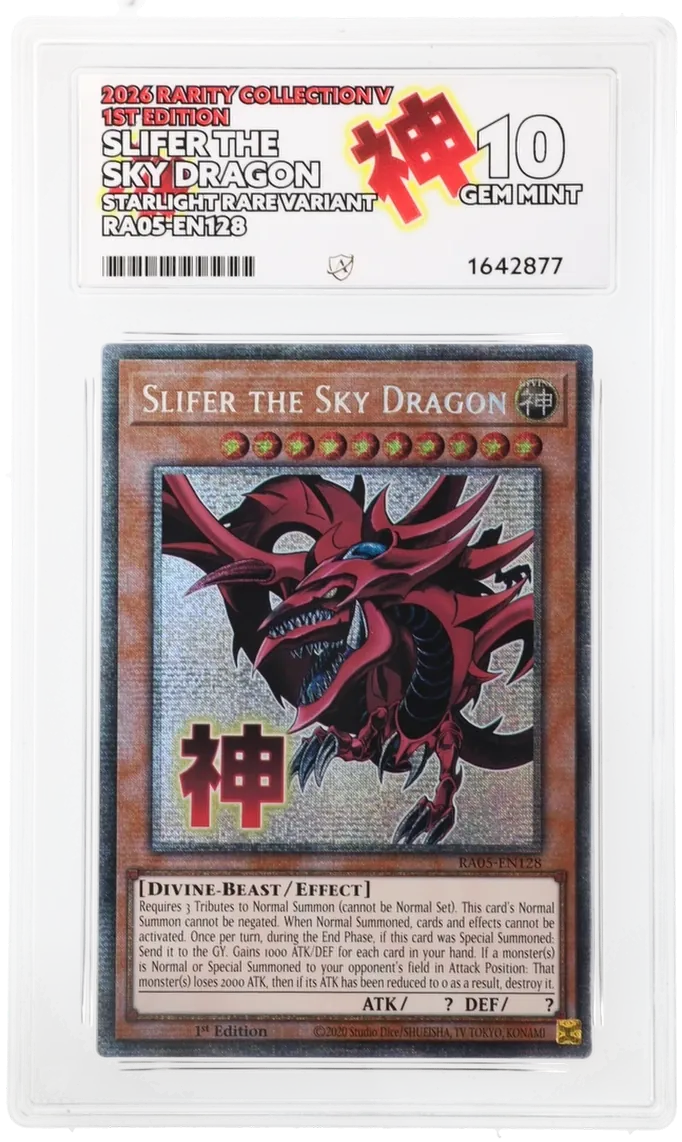 2026 RARITY COLLECTION V
1ST EDITION
SLIFER THE
SKY DRAGON
STARLIGHT RARE VARIANT
RA05-EN128
神
10
GEM MINT
1642877
SLIFER THE SKY DRAGON
DIVINE
神
神
RA05-EN128
[DIVINE-BEAST/EFFECT]
Requires 3 Tributes to Normal Summon (cannot be Normal Set). This card's Normal
Summon cannot be negated. When Normal Summoned, cards and effects cannot be
activated. Once per turn, during the End Phase, if this card was Special Summoned:
Send it to the GY. Gains 1000 ATK/DEF for each card in your hand. If a monster(s)
is Normal or Special Summoned to your opponent's field in Attack Position: That
monster(s) loses 2000 ATK, then if its ATK has been reduced to 0 as a result, destroy it.
ATK/ ? DEF/ ?
1st Edition
©2020 Studio Dice/SHUEISHA, TV TOKYO, KONAMI